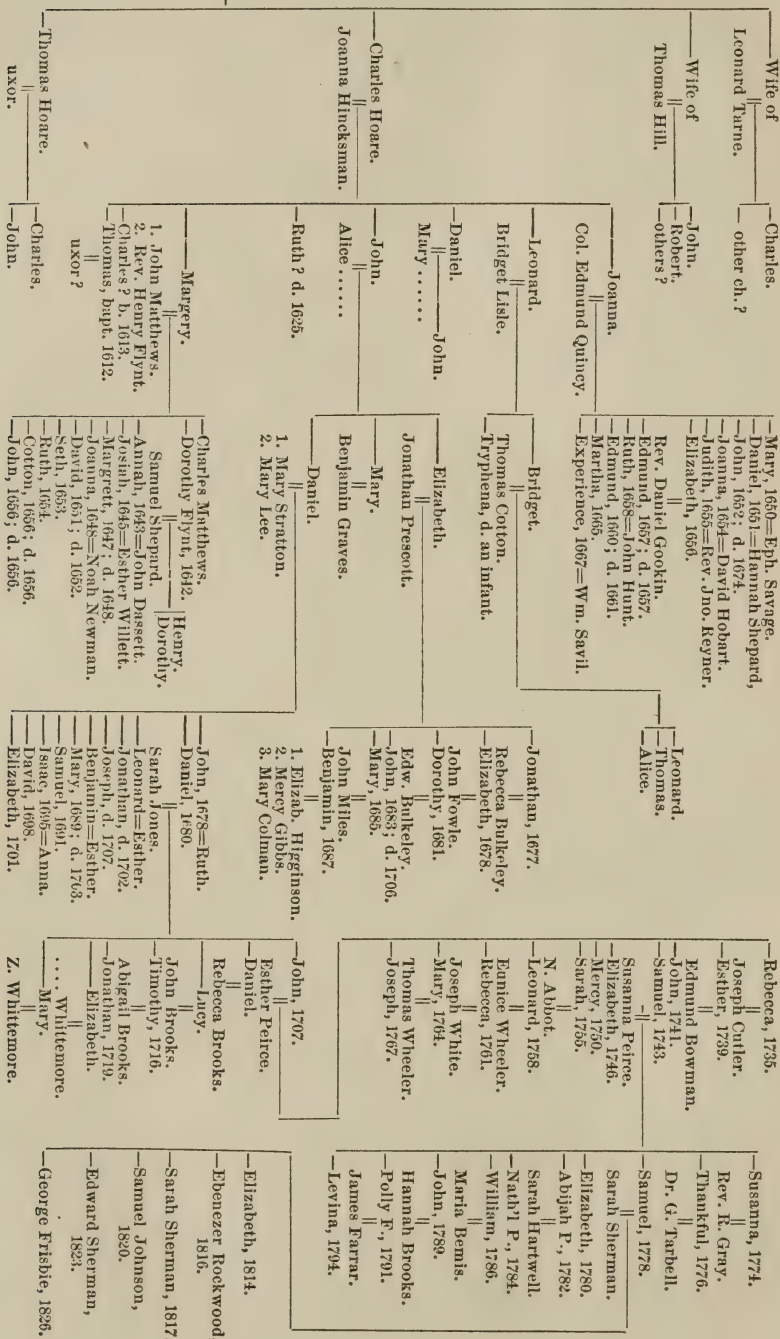 —Wife of
Leonard Tarne.
—Wife of
Thomas Hill.
—Charles Hoare.
Joanna Hincksman.
—Thomas Hoare.
uxor.
—Charles.
— other ch. ?
—John.
—Robert.
—others ?
—Joanna.
Col. Edmund Quincy.
—Leonard.
Bridget Lisle.
—Daniel.
Mary ......
—John.
—John.
Alice ......
—Ruth ? d. 1625.
—Margery.
1. John Matthews.
2. Rev. Henry Flynt.
—Charles ? b. 1613.
—Thomas, bapt. 1612.
uxor ?
—Charles.
—John.
Mary, 1650=Eph. Savage.
—Daniel, 1651=Hannah Shepard,
—John, 1652; d. 1674.
—Joanna, 1654=David Hobart.
—Judith, 1655=Rev. Jno. Reyner.
—Elizabeth, 1656.
Rev. Daniel Gookin.
—Edmund, 1657; d. 1657.
—Ruth, 1658=John Hunt.
—Edmund, 1660; d. 1661.
—Martha, 1665.
—Experience, 1667=Wm. Savil.
—Bridget.
Thomas Cotton.
—Tryphena, d. an infant.
—Elizabeth.
Jonathan Prescott.
—Mary.
Benjamin Graves.
—Daniel.
1. Mary Stratton.
2. Mary Lee.
—Charles Matthews.
—Dorothy Flynt, 1642.
Samuel Shepard.
Henry.
Dorothy.
—Annah, 1643=John Dassett.
—Josiah, 1645=Esther Willett.
—Margrett, 1647; d. 1648.
—Joanna, 1648=Noah Newman.
—David, 1651; d. 1652.
—Seth, 1653.
—Ruth, 1654.
—Cotton, 1656; d. 1656.
—John, 1656; d. 1656.
—Leonard.
—Thomas.
—Alice.
—Jonathan, 1677.
Rebecca Bulkeley.
—Elizabeth, 1678.
John Fowle.
—Dorothy, 1681.
Edw. Bulkeley.
—John, 1683; d. 1706.
—Mary, 1685.
John Miles.
—Benjamin, 1687.
1. Elizab. Higginson.
2. Mercy Gibbs.
3. Mary Colman.
—John, 1678=Ruth.
—Daniel, 1680.
Sarah Jones.
—Leonard=Esther.
—Jonathan, d. 1702.
—Joseph, d. 1707.
—Benjamin=Esther.
—Mary, 1689; d. 1763.
—Samuel, 1691.
—Isaac, 1695=Anna.
—David, 1698.
—Elizabeth, 1701.
—Rebecca, 1735.
Joseph Cutler.
—Esther, 1739.
Edmund Bowman.
—John, 1741.
—Samuel, 1743.
Susanna Peirce.
—Elizabeth, 1746.
—Mercy, 1750.
—Sarah, 1755.
N. Abbot.
—Leonard, 1758.
Eunice Wheeler.
—Rebecca, 1761.
Joseph White.
—Mary, 1764.
Thomas Wheeler.
—Joseph, 1767.
—John, 1707.
Esther Peirce.
—Daniel.
Rebecca Brooks.
—Lucy.
John Brooks.
—Timothy, 1716.
Abigail Brooks.
—Jonathan, 1719.
—Elizabeth.
.... Whittemore.
—Mary.
Z. Whittemore.
—Susanna, 1774.
Rev. R. Gray.
—Thankful, 1776.
Dr. G. Tarbell.
—Samuel, 1778.
Sarah Sherman.
—Elizabeth, 1780.
—Abijah P., 1782.
Sarah Hartwell.
—Nath'l P., 1784.
—William, 1786.
Maria Bemis.
—John, 1789.
Hannah Brooks.
—Polly F., 1791.
James Farrar.
—Levina, 1794.
—Elizabeth, 1814.
—Ebenezer Rockwood
1816.
—Sarah Sherman, 1817
—Samuel Johnson,
1820.
—Edward Sherman,
1823.
—George Frisbie, 1826.